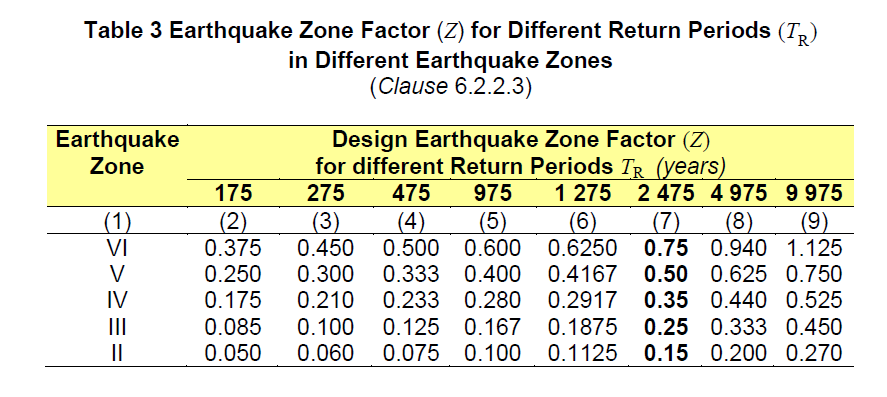 Table 3 Earthquake Zone Factor (Z) for Different Return Periods (TR)
in Different Earthquake Zones
(Clause 6.2.2.3)
Earthquake Zone Design Earthquake Zone Factor (Z)
for different Return Periods TR (years)
175 275 475 975 1 275 2 475 4 975 9 975
(1) (2) (3) (4) (5) (6) (7) (8) (9)
VI 0.375 0.450 0.500 0.600 0.6250 0.75 0.940 1.125
V 0.250 0.300 0.333 0.400 0.4167 0.50 0.625 0.750
IV 0.175 0.210 0.233 0.280 0.2917 0.35 0.440 0.525
III 0.085 0.100 0.125 0.167 0.1875 0.25 0.333 0.450
II 0.050 0.060 0.075 0.100 0.1125 0.15 0.200 0.270